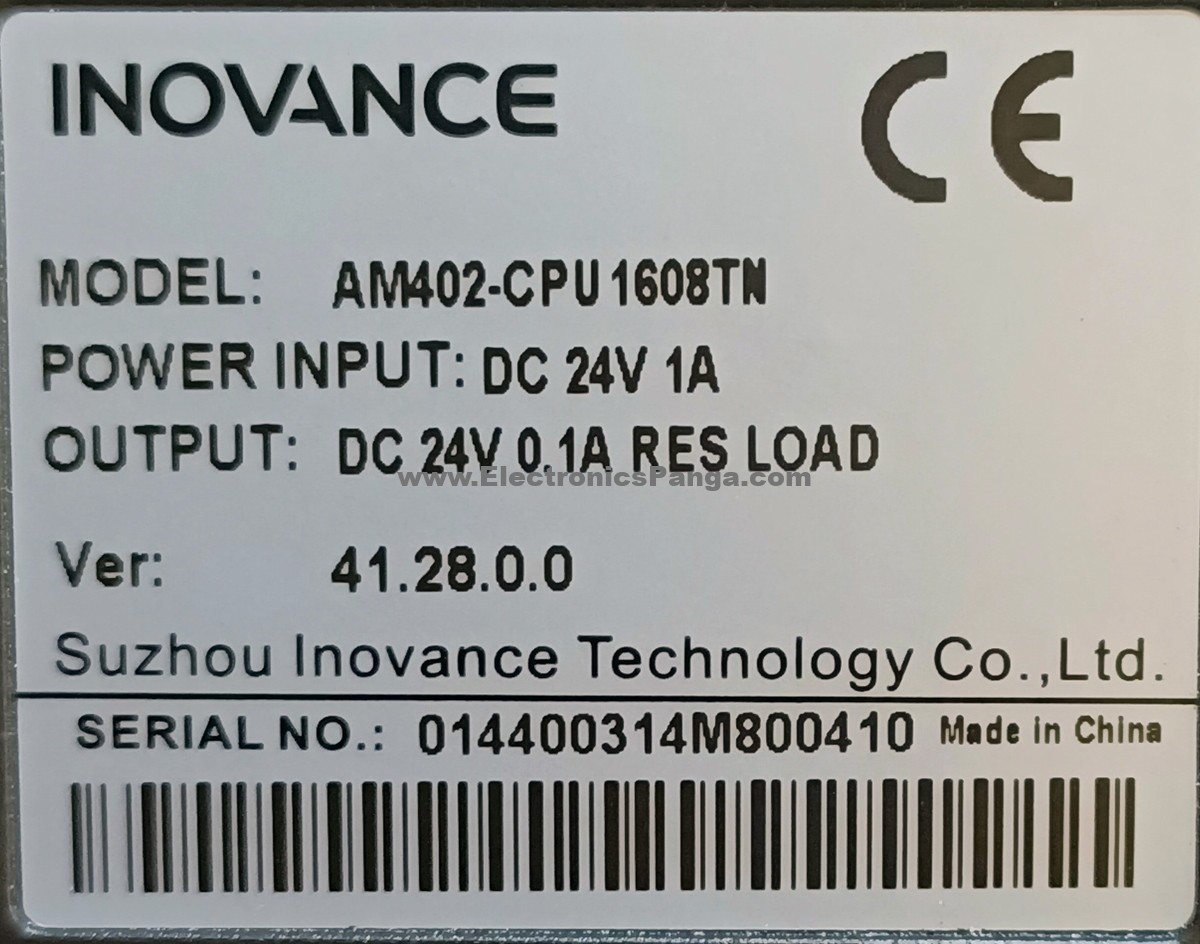 INOVANCE
CE
MODEL: AM402-CPU1608TN
POWER INPUT: DC 24V 1A
OUTPUT: DC 24V 0.1A RES LOAD
www.ElectronicsPanga.com
Ver: 41.28.0.0
Suzhou Inovance Technology Co.,Ltd.
SERIAL NO.: 014400314M800410 Made in China